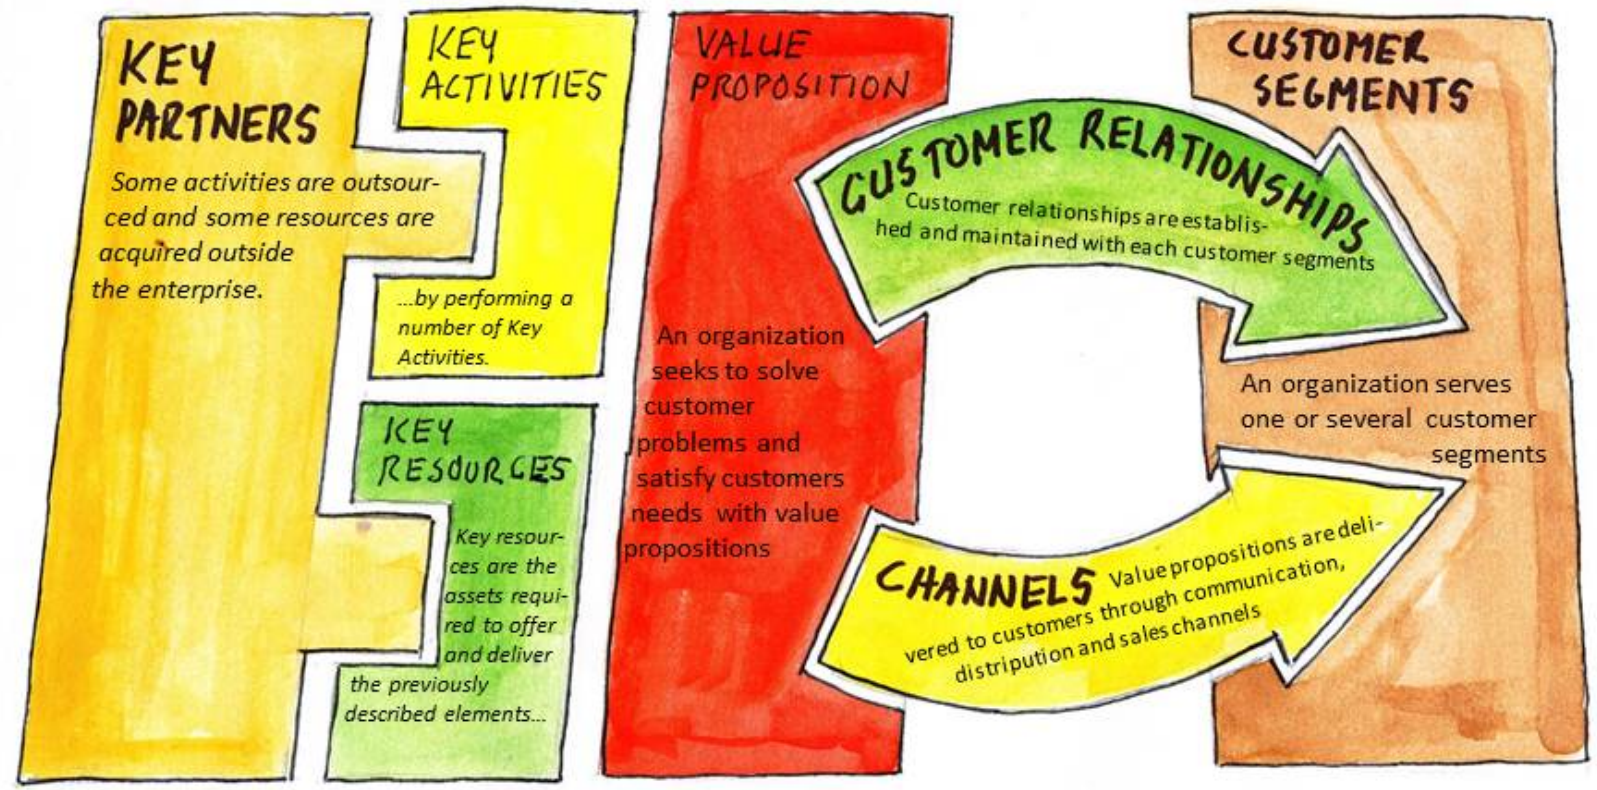 KEY
PARTNERS
Some activities are outsour-
ced and some resources are
acquired outside
the enterprise.
KEY
ACTIVITIES
...by performing a
number of Key
Activities.
KEY
RESOURCES
Key resour-
ces are the
assets requi-
red to offer
and deliver
the previously
described elements...
VALUE
PROPOSITION
An organization
seeks to solve
customer
problems and
satisfy customers
needs with value
propositions
CUSTOMER RELATIONSHIPS
Customer relationships are establis-
hed and maintained with each customer segments
CHANNELS Value propositions are deli-
vered to customers through communication,
distripution and sales channels
CUSTOMER
SEGMENTS
An organization serves
one or several customer
segments